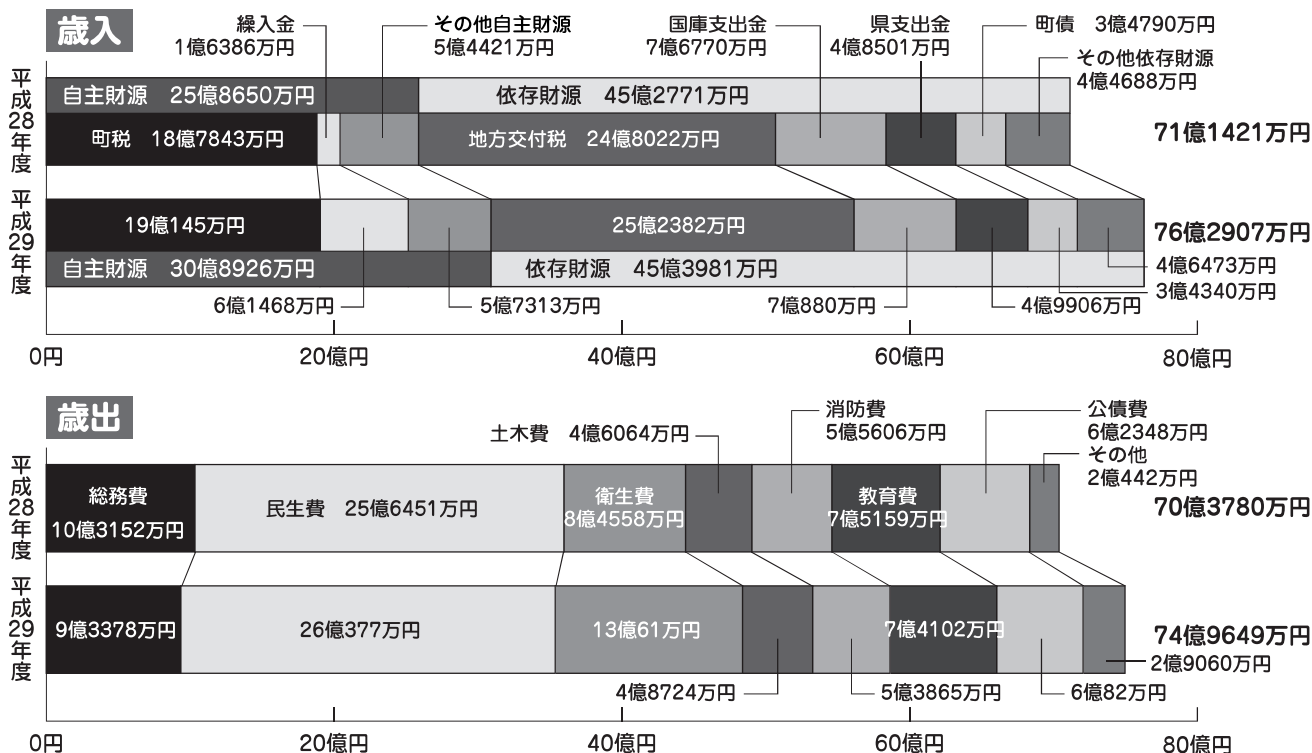 歳入
繰入金
1億6386万円
その他自主財源
5億4421万円
国庫支出金
7億6770万円
県支出金
4億8501万円
町債 3億4790万円
その他依存財源
4億4688万円
平成28年度
自主財源 25億8650万円
依存財源 45億2771万円
町税 18億7843万円
地方交付税 24億8022万円
71億1421万円
平成29年度
19億145万円
25億2382万円
76億2907万円
自主財源 30億8926万円
依存財源 45億3981万円
4億6473万円
3億4340万円
6億1468万円
5億7313万円
7億880万円
4億9906万円
0円
20億円
40億円
60億円
80億円
歳出
土木費 4億6064万円
消防費
5億5606万円
公債費
6億2348万円
その他
2億442万円
平成28年度
総務費
10億3152万円
民生費 25億6451万円
衛生費
8億4558万円
教育費
7億5159万円
70億3780万円
平成29年度
9億3378万円
26億377万円
13億61万円
7億4102万円
74億9649万円
2億9060万円
4億8724万円
5億3865万円
6億82万円
0円
20億円
40億円
60億円
80億円